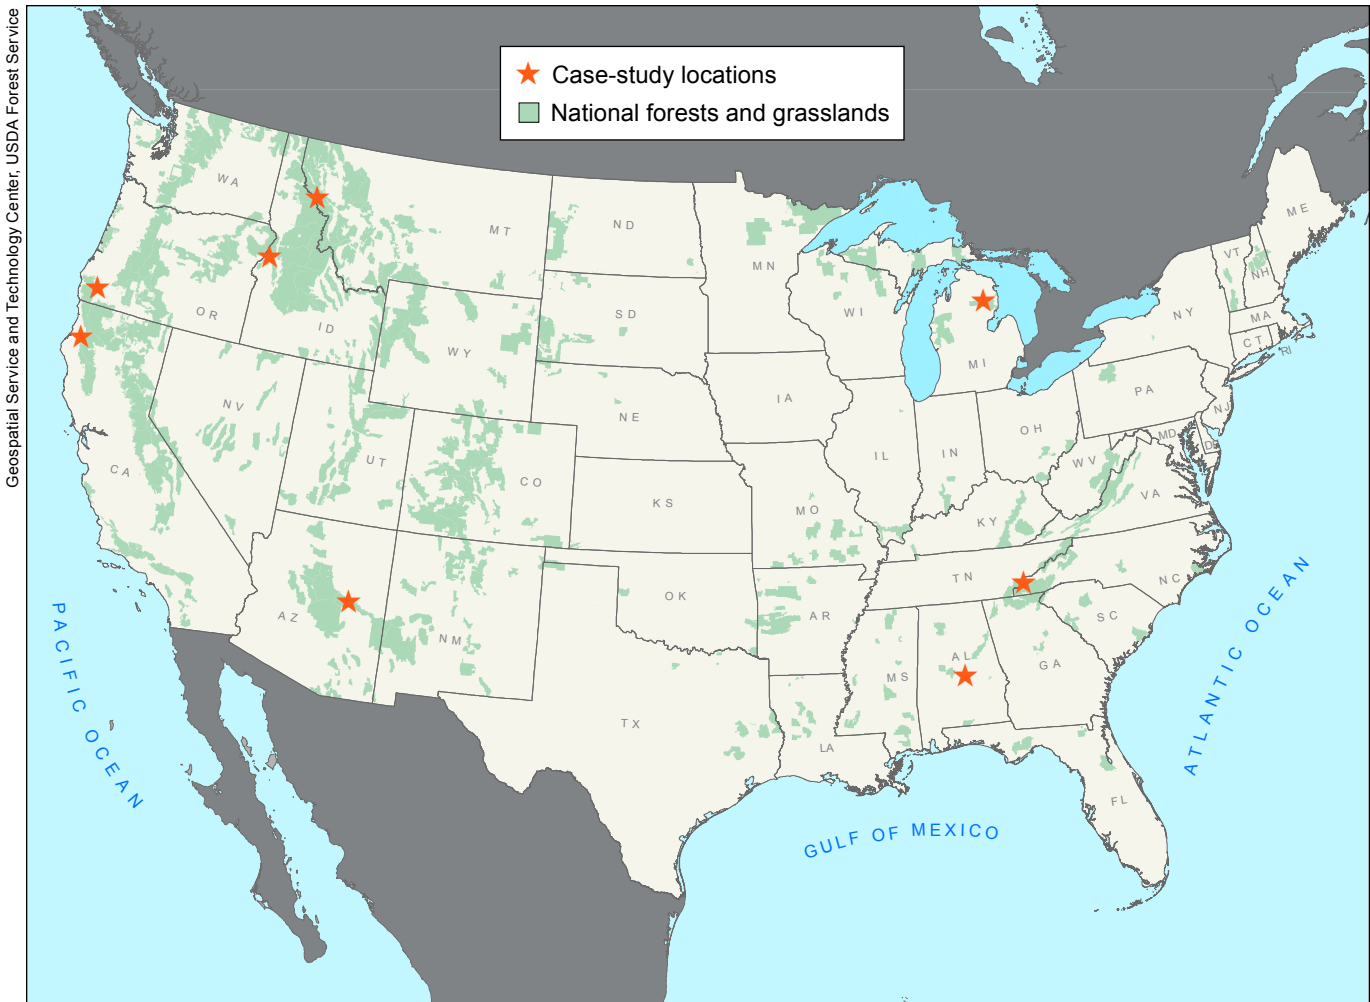 Geospatial Service and Technology Center, USDA Forest Service
Case-study locations
National forests and grasslands
WA
MT
ND
MN
ME
VT
NH
OR
ID
WY
SD
WI
MI
NY
MA
CT
RI
NV
UT
NE
IA
PA
NJ
CA
CO
KS
MO
IL
IN
OH
WV
MD
DE
VA
KY
AZ
NM
OK
AR
TN
NC
SC
TX
LA
MS
AL
GA
FL
PACIFIC OCEAN
GULF OF MEXICO
ATLANTIC OCEAN